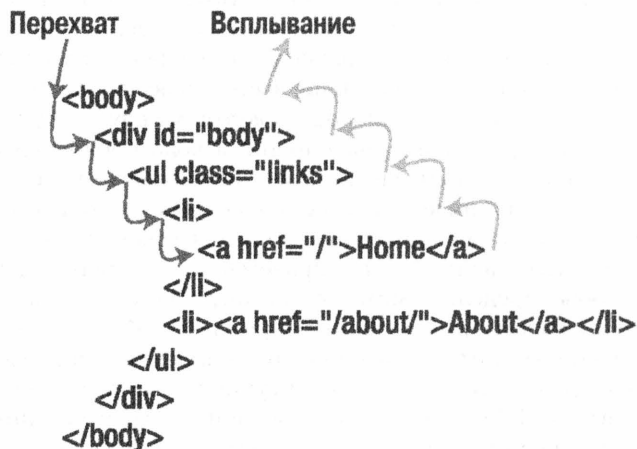 Перехват Всплывание
<body>
<div id="body">
<ul class="links">
<li>
<a href="/">Home</a>
</li>
<li><a href="/about/">About</a></li>
</ul>
</div>
</body>